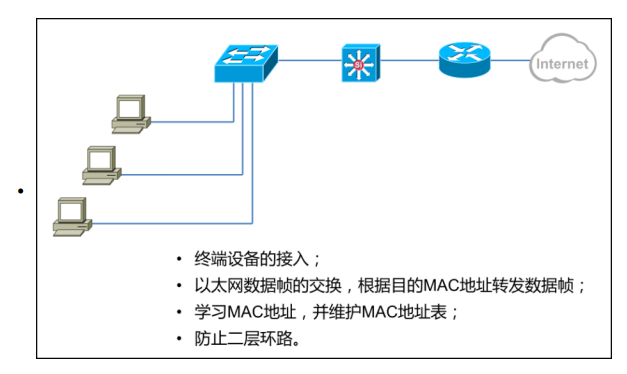 Si
Internet
• 终端设备的接入；
• 以太网数据帧的交换，根据目的MAC地址转发数据帧；
• 学习MAC地址，并维护MAC地址表；
• 防止二层环路。